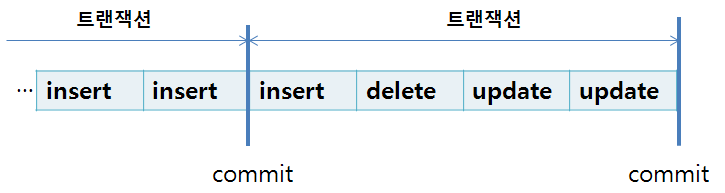 트랜잭션 트랜잭션
... insert insert insert delete update update
commit commit